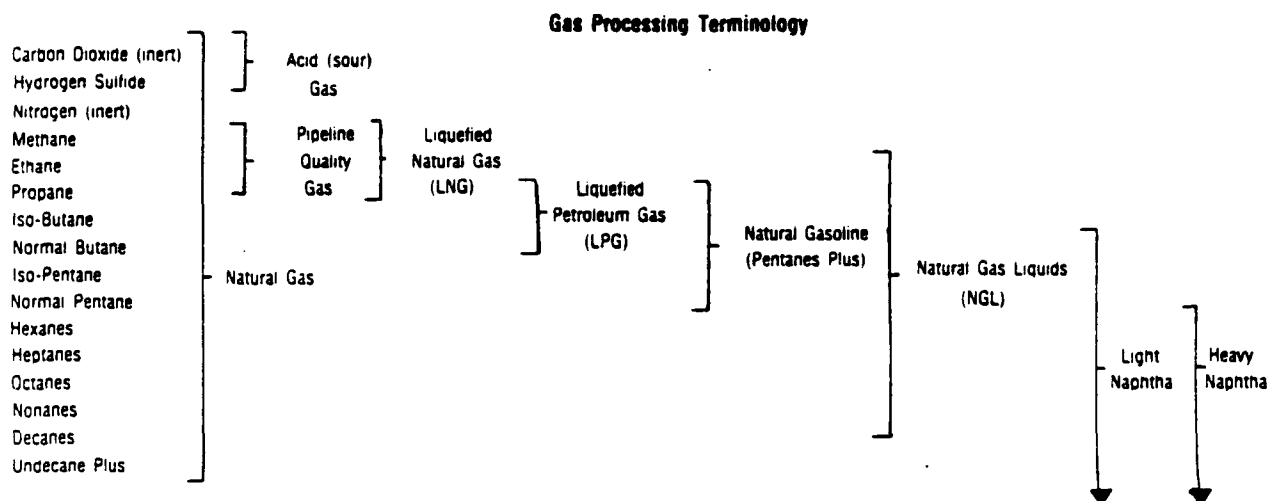 Gas Processing Terminology
Carbon Dioxide (inert)
Hydrogen Sulfide
Nitrogen (inert)
Methane
Ethane
Propane
Iso-Butane
Normal Butane
Iso-Pentane
Normal Pentane
Hexanes
Heptanes
Octanes
Nonanes
Decanes
Undecane Plus
Natural Gas
Acid (sour)
Gas
Pipeline
Quality
Gas
Liquefied
Natural Gas
(LNG)
Liquefied
Petroleum Gas
(LPG)
Natural Gasoline
(Pentanes Plus)
Natural Gas Liquids
(NGL)
Light
Naphtha
Heavy
Naphtha